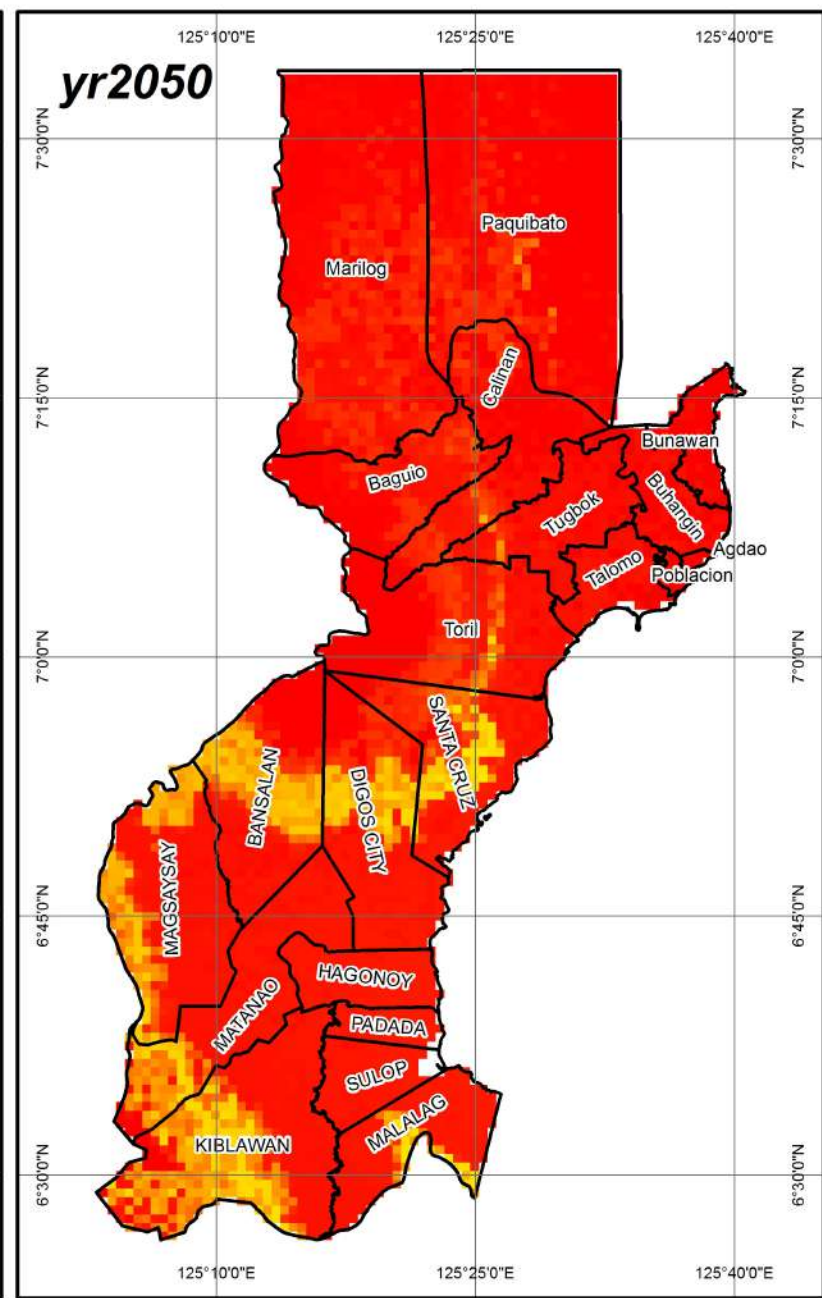 125°10'0"E 125°25'0"E 125°40'0"E
yr2050
7°30'0"N 7°30'0"N
Paquibato
Marilog
Calinan
7°15'0"N 7°15'0"N
Bunawan
Baguio
Buhangin
Tugbok
Agdao
Talomo
Poblacion
Toril
7°0'0"N 7°0'0"N
SANTA CRUZ
BANSALAN
DIGOS CITY
MAGSAYSAY
6°45'0"N 6°45'0"N
HAGONOY
MATANAO
PADADA
SULOP
MALALAG
KIBLAWAN
6°30'0"N 6°30'0"N
125°10'0"E 125°25'0"E 125°40'0"E